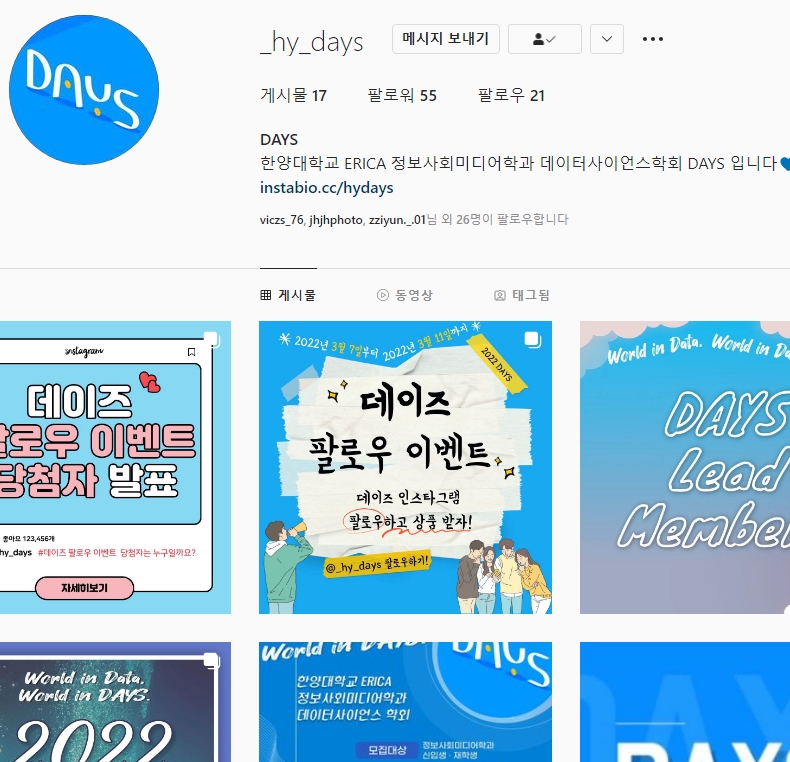 DAYS
_hy_days
메시지 보내기
게시물 17 팔로워 55 팔로우 21
DAYS
한양대학교 ERICA 정보사회미디어학과 데이터사이언스학회 DAYS 입니다
instabio.cc/hydays
viczs_76, jhjhphoto, zziyun._.01님 외 26명이 팔로우합니다
게시물 동영상 태그됨
instagram
데이즈
팔로우 이벤트
당첨자 발표
좋아요 123,456개
hy_days #데이즈 팔로우 이벤트 당첨자는 누구일까요?
자세히보기
2022년 3월 7일부터 2022년 3월 11일까지
2022 DAYS
데이즈
팔로우 이벤트
데이즈 인스타그램
팔로우하고 상품 받자!
@_hy_days 팔로우하기!
World in Data. World in Da
DAYS
Lead
Member
World in Data.
World in DAYS.
2022
World in DAYS
DAYS
한양대학교 ERICA
정보사회미디어학과
데이터사이언스 학회
모집대상
정보사회미디어학과
신입생 · 재학생
DAYS